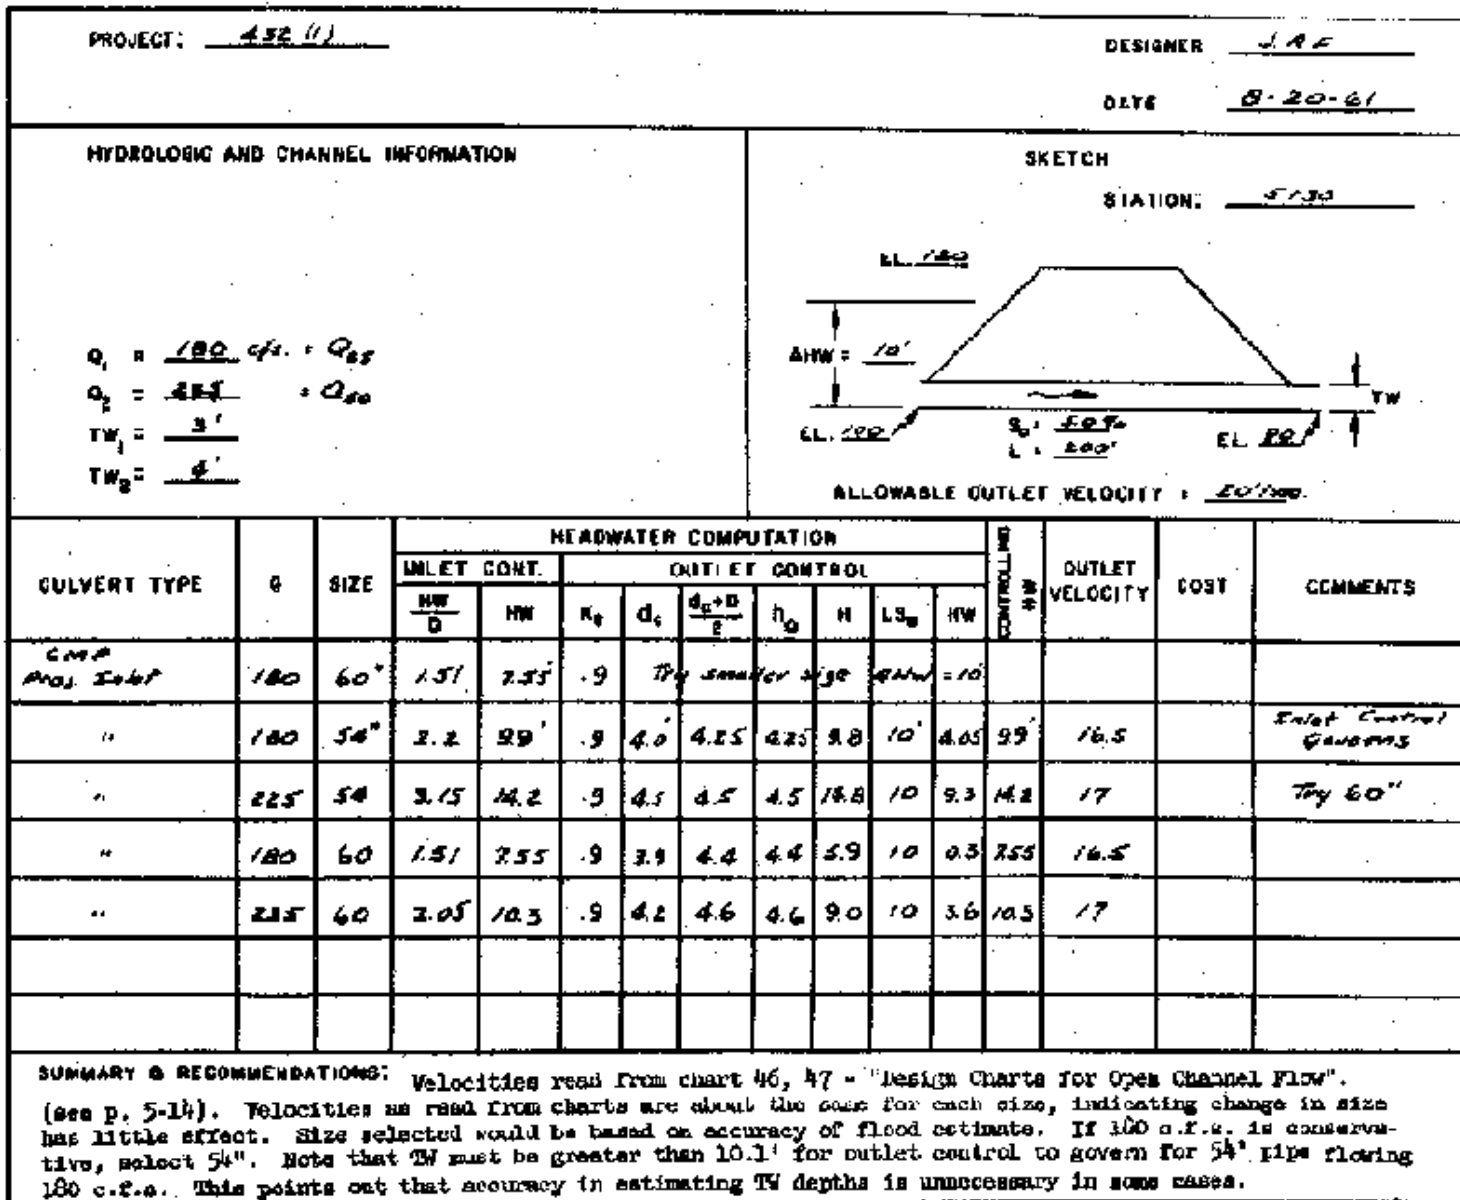 PROJECT: 432 (1)
DESIGNER
DATE 8-20-61
HYDROLOGIC AND CHANNEL INFORMATION
SKETCH
STATION:
EL.
Q₁ = 180 cfs. =
Q₂ =
AHW = 10'
TW
TW₁ = 3'
TW₂ = 4'
EL. 100
L = 200'
EL.
ALLOWABLE OUTLET VELOCITY =
HEADWATER COMPUTATION
CULVERT TYPE Q SIZE INLET CONT. OUTLET CONTROL CONTROLLING HW OUTLET VELOCITY COST COMMENTS
HW/D HW Kₑ d_c (d_c+D)/2 h₀ H LS₀ HW
CMP
Proj. Inlet 180 60" 1.51 7.55' .9 Try smaller size AHW = 10'
" 180 54" 2.2 9.9' .9 4.0' 4.25 4.25 9.8 10' 4.05 9.9' 16.5 Inlet Control Governs
" 225 54 3.15 14.2 .9 4.5 4.5 4.5 14.8 10 9.3 14.2 17 Try 60"
" 180 60 1.51 7.55 .9 3.9 4.4 4.4 5.9 10 0.3 7.55 16.5
" 225 60 2.05 10.3 .9 4.2 4.6 4.6 9.0 10 3.6 10.3 17
SUMMARY & RECOMMENDATIONS: Velocities read from chart 46, 47 - "Design Charts for Open Channel Flow".
(see p. 5-14). Velocities as read from charts are about the same for each size, indicating change in size
has little effect. Size selected would be based on accuracy of flood estimate. If 180 c.f.s. is conserva-
tive, select 54". Note that TW must be greater than 10.1' for outlet control to govern for 54" pipe flowing
180 c.f.s. This points out that accuracy in estimating TW depths is unnecessary in some cases.